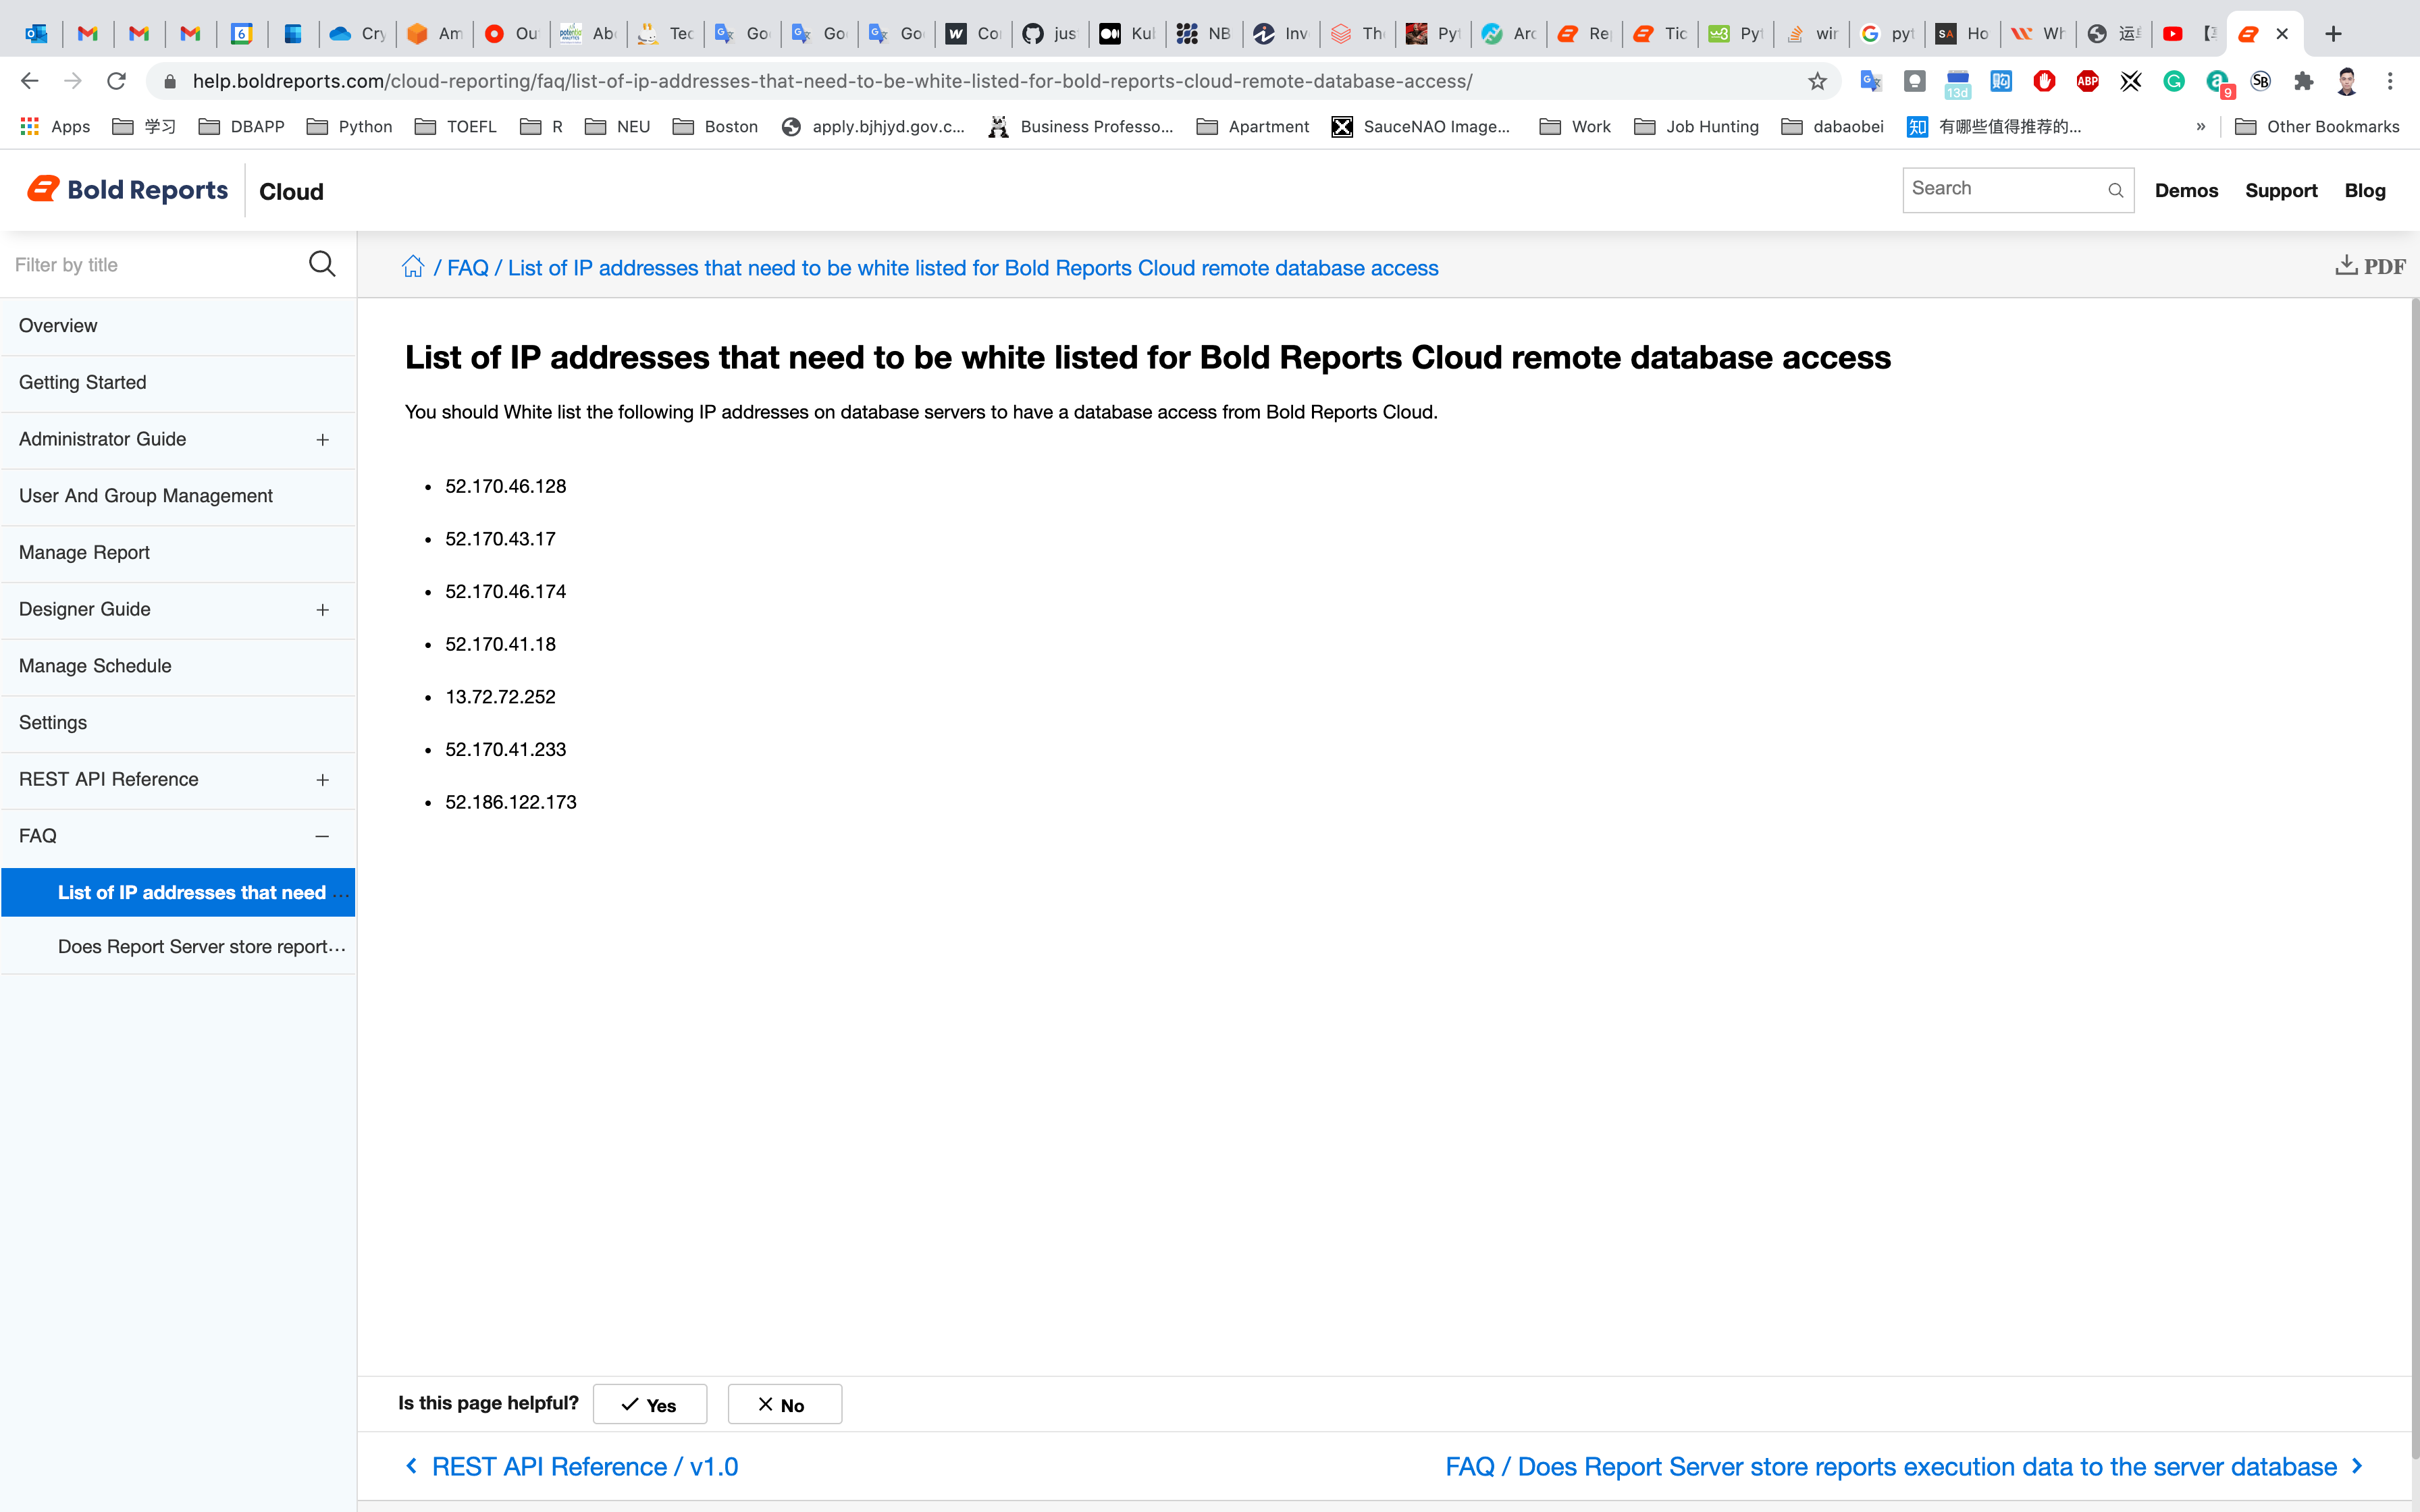 Cry
Am
Ou
Abo
Tec
Go
Go
Go
Co
jus
Kul
NB
Inv
The
Pyt
Arc
Re
Tic
Pyt
wir
pyt
Ho
Wh
help.boldreports.com/cloud-reporting/faq/list-of-ip-addresses-that-need-to-be-white-listed-for-bold-reports-cloud-remote-database-access/
13d
ABP
9
SB
Apps
学习
DBAPP
Python
TOEFL
R
NEU
Boston
apply.bjhjyd.gov.c...
Business Professo...
Apartment
SauceNAO Image...
Work
Job Hunting
dabaobei
知 有哪些值得推荐的...
»
Other Bookmarks
Bold Reports Cloud
Search
Demos
Support
Blog
Filter by title
/ FAQ / List of IP addresses that need to be white listed for Bold Reports Cloud remote database access
PDF
Overview
Getting Started
Administrator Guide +
User And Group Management
Manage Report
Designer Guide +
Manage Schedule
Settings
REST API Reference +
FAQ −
List of IP addresses that need ...
Does Report Server store report...
List of IP addresses that need to be white listed for Bold Reports Cloud remote database access
You should White list the following IP addresses on database servers to have a database access from Bold Reports Cloud.
• 52.170.46.128
• 52.170.43.17
• 52.170.46.174
• 52.170.41.18
• 13.72.72.252
• 52.170.41.233
• 52.186.122.173
Is this page helpful?
Yes
No
REST API Reference / v1.0
FAQ / Does Report Server store reports execution data to the server database